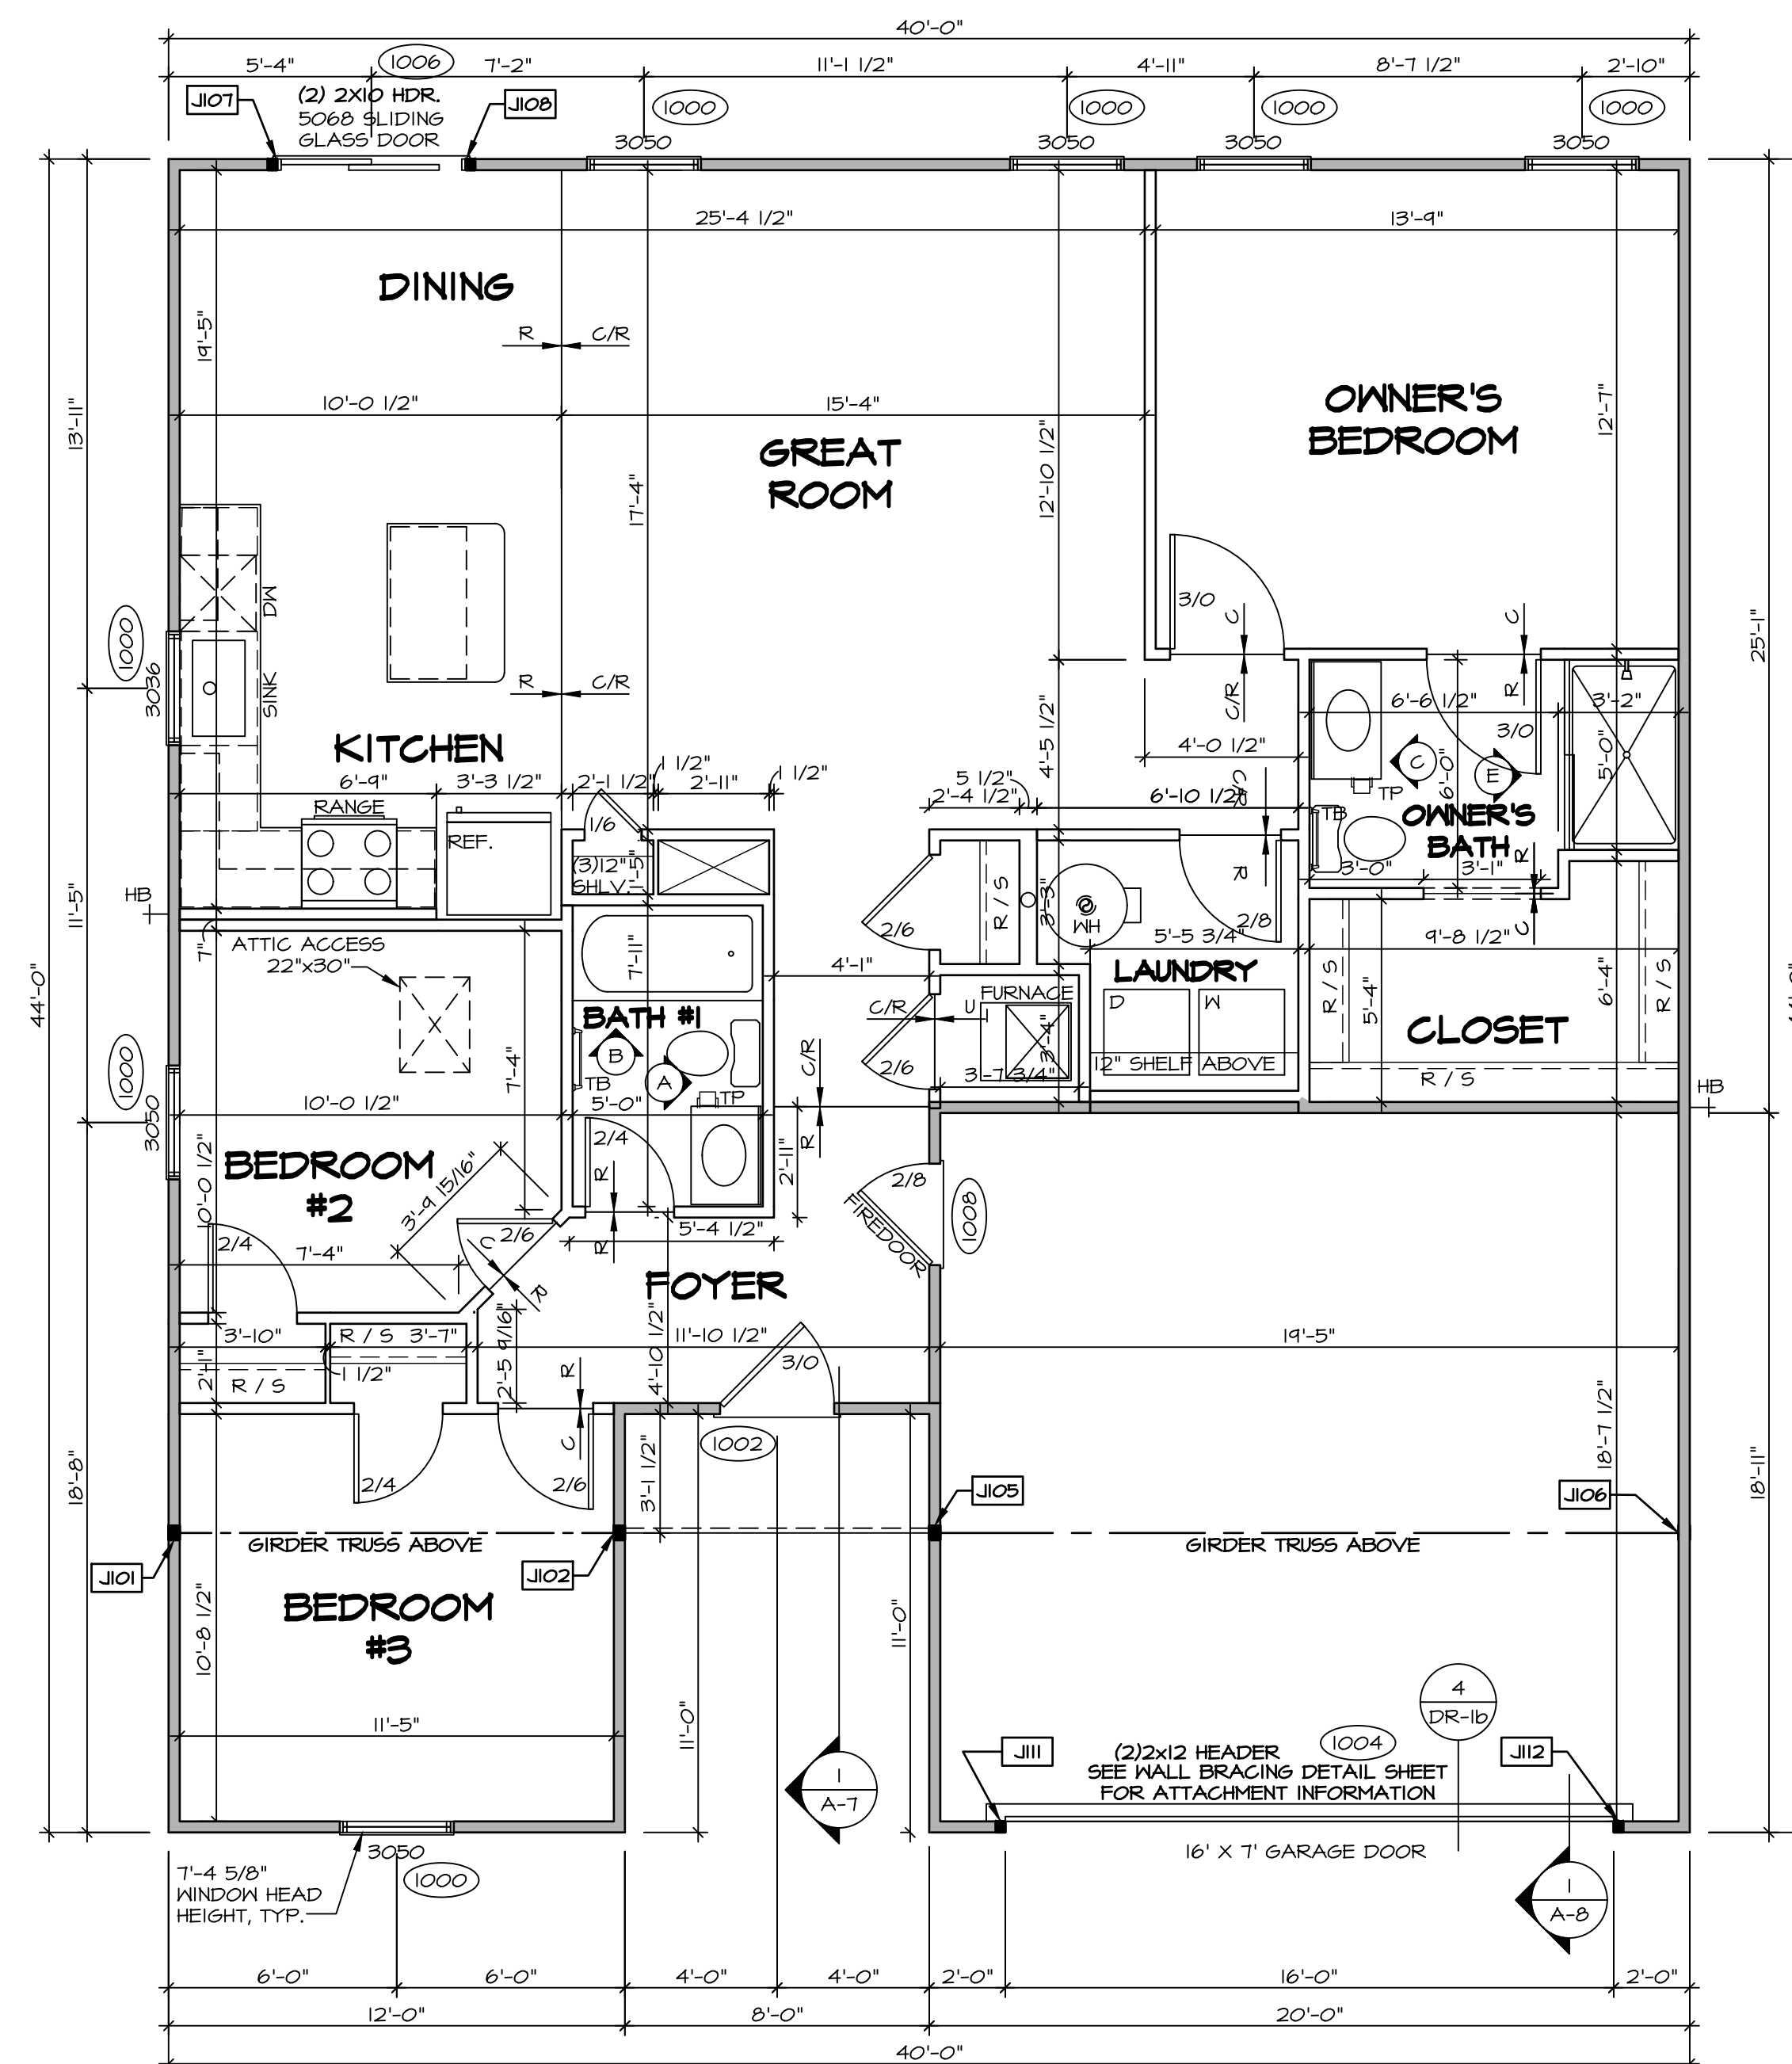 40'-0"
5'-4"
1006
7'-2"
11'-1 1/2"
4'-11"
8'-7 1/2"
2'-10"
J107
(2) 2X10 HDR.
5068 SLIDING
GLASS DOOR
J108
1000
1000
1000
1000
3050
3050
3050
3050
25'-4 1/2"
13'-9"
DINING
19'-5"
R
C/R
10'-0 1/2"
15'-4"
OWNER'S
BEDROOM
12'-7"
13'-11"
GREAT
ROOM
17'-4"
12'-10 1/2"
DW
3/0
C
C
25'-1"
1000
3036
SINK
R
C/R
C/R
R
6'-6 1/2"
3'-2"
3/0
KITCHEN
4'-5 1/2"
4'-0 1/2"
C
E
6'-0"
5'-0"
6'-9"
3'-3 1/2"
2'-1 1/2"
1 1/2"
2'-11"
1 1/2"
5 1/2"
2'-4 1/2"
6'-10 1/2"
C/R
TP
TB
OWNER'S
BATH
RANGE
REF.
1/6
(3)12"
SHLV.
R / S
3'-3"
WH
R
2/8
3'-0"
3'-1"
R
C
HB
11'-5"
2/6
5'-5 3/4"
9'-8 1/2"
7"
ATTIC ACCESS
22"x30"
7'-11"
4'-1"
LAUNDRY
R / S
5'-4"
6'-4"
R / S
44'-0"
BATH #1
C/R
U
FURNACE
D
W
CLOSET
1000
3050
7'-4"
B
TB
A
TP
C/R
2/6
3'-4"
12" SHELF ABOVE
3'-7 3/4"
R / S
HB
10'-0 1/2"
5'-0"
R
2/4
R
2'-11"
BEDROOM
#2
3'-9 15/16"
2/8
FIREDOOR
1008
2/4
2/6
C
R
R
5'-4 1/2"
7'-4"
FOYER
3'-10"
R / S
3'-7"
11'-10 1/2"
19'-5"
2'-1"
R / S
1 1/2"
2'-5 9/16"
4'-10 1/2"
3/0
R
C
1002
18'-8"
2/4
2/6
3'-1 1/2"
18'-7 1/2"
18'-11"
J105
J106
GIRDER TRUSS ABOVE
GIRDER TRUSS ABOVE
J101
J102
BEDROOM
#3
10'-8 1/2"
11'-0"
11'-0"
11'-5"
4
DR-1b
J111
(2)2x12 HEADER
1004
J112
SEE WALL BRACING DETAIL SHEET
FOR ATTACHMENT INFORMATION
1
A-7
3050
1000
16' X 7' GARAGE DOOR
7'-4 5/8"
WINDOW HEAD
HEIGHT, TYP.
1
A-8
6'-0"
6'-0"
4'-0"
4'-0"
2'-0"
16'-0"
2'-0"
12'-0"
8'-0"
20'-0"
40'-0"